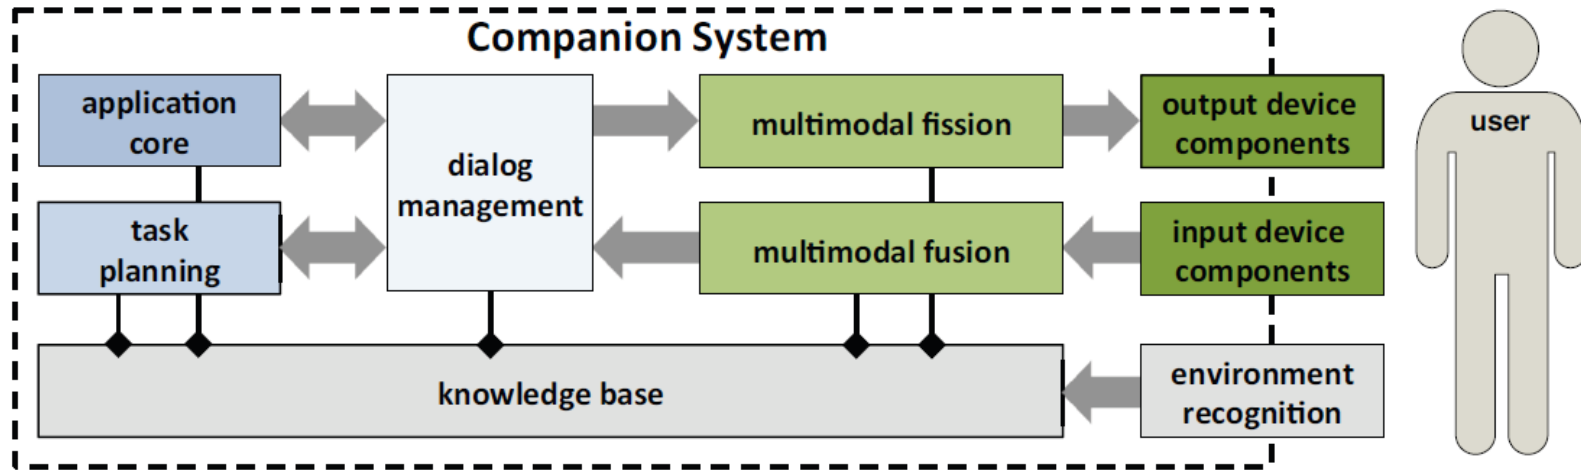 Companion System
application
core
dialog
management
multimodal fission
output device
components
user
task
planning
multimodal fusion
input device
components
knowledge base
environment
recognition